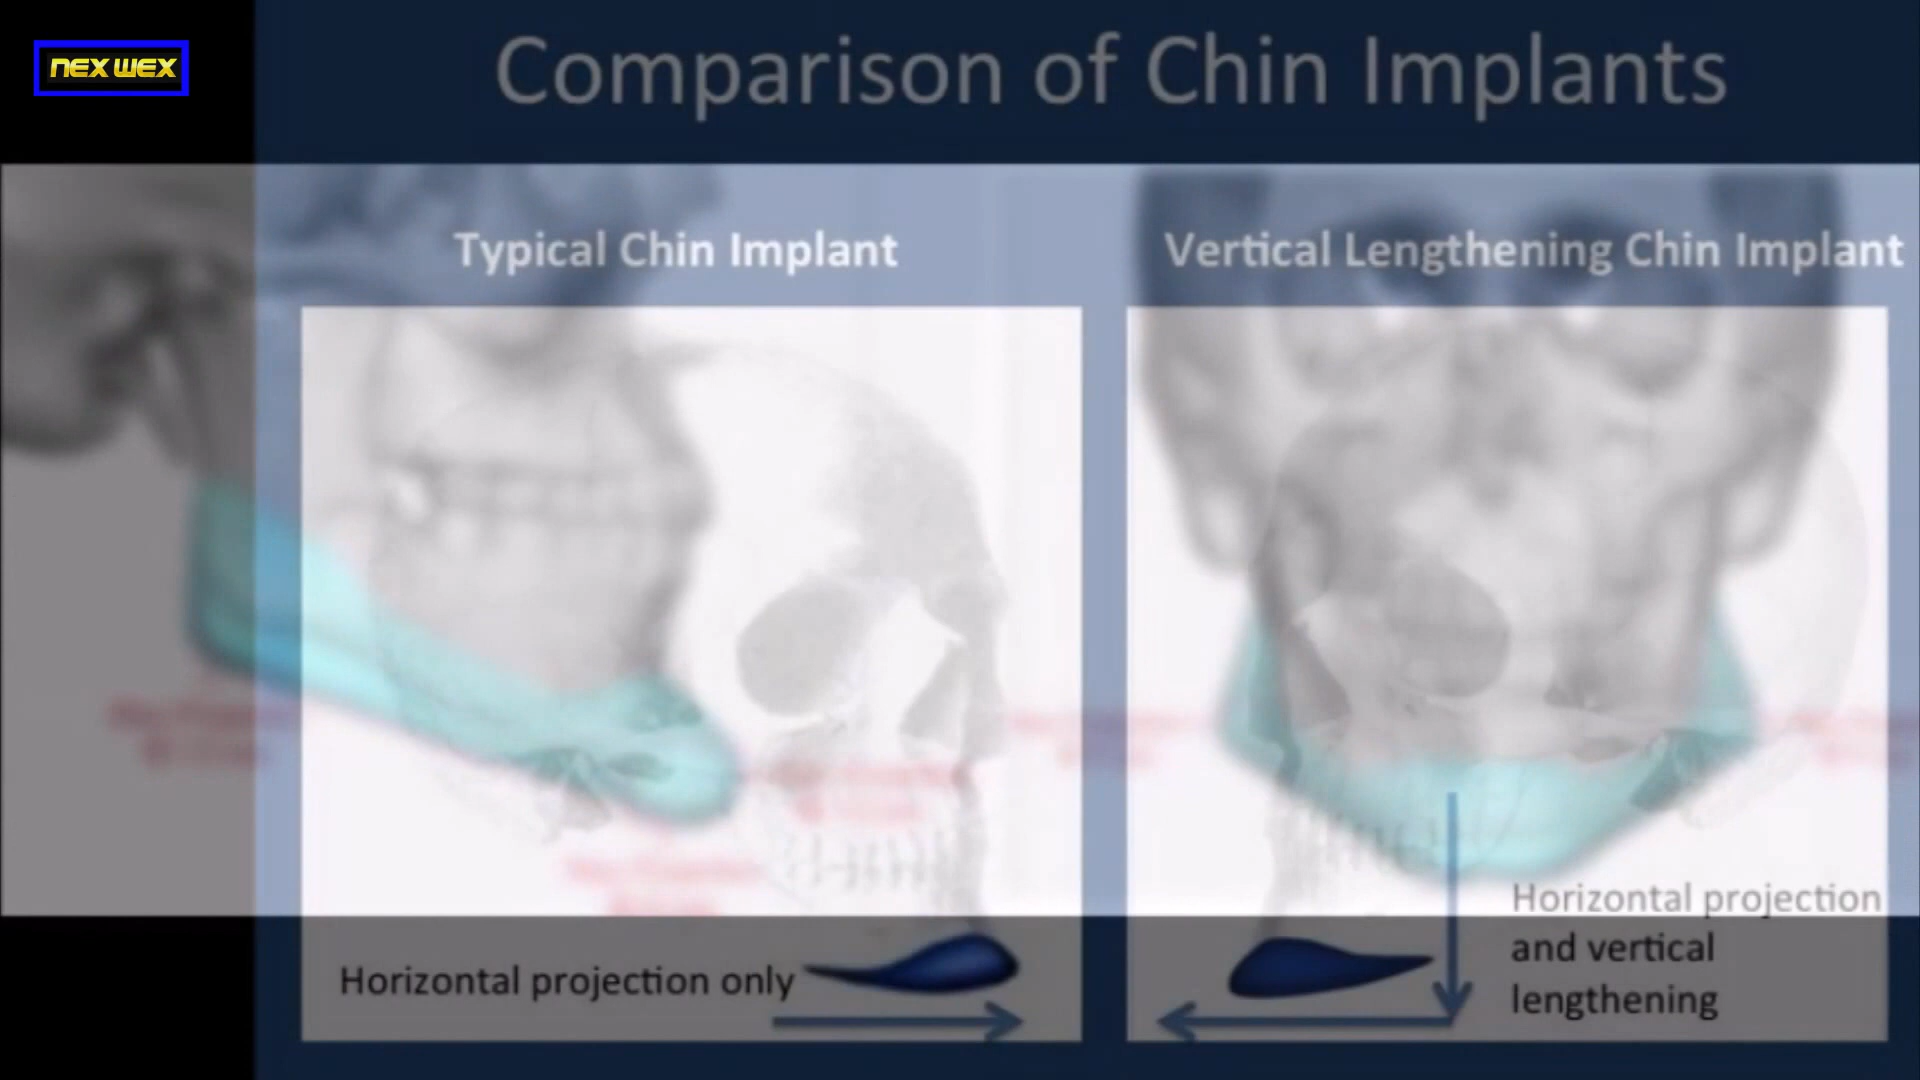 NEX WEX
Comparison of Chin Implants
Typical Chin Implant
Vertical Lengthening Chin Implant
Horizontal projection only
Horizontal projection
and vertical
lengthening